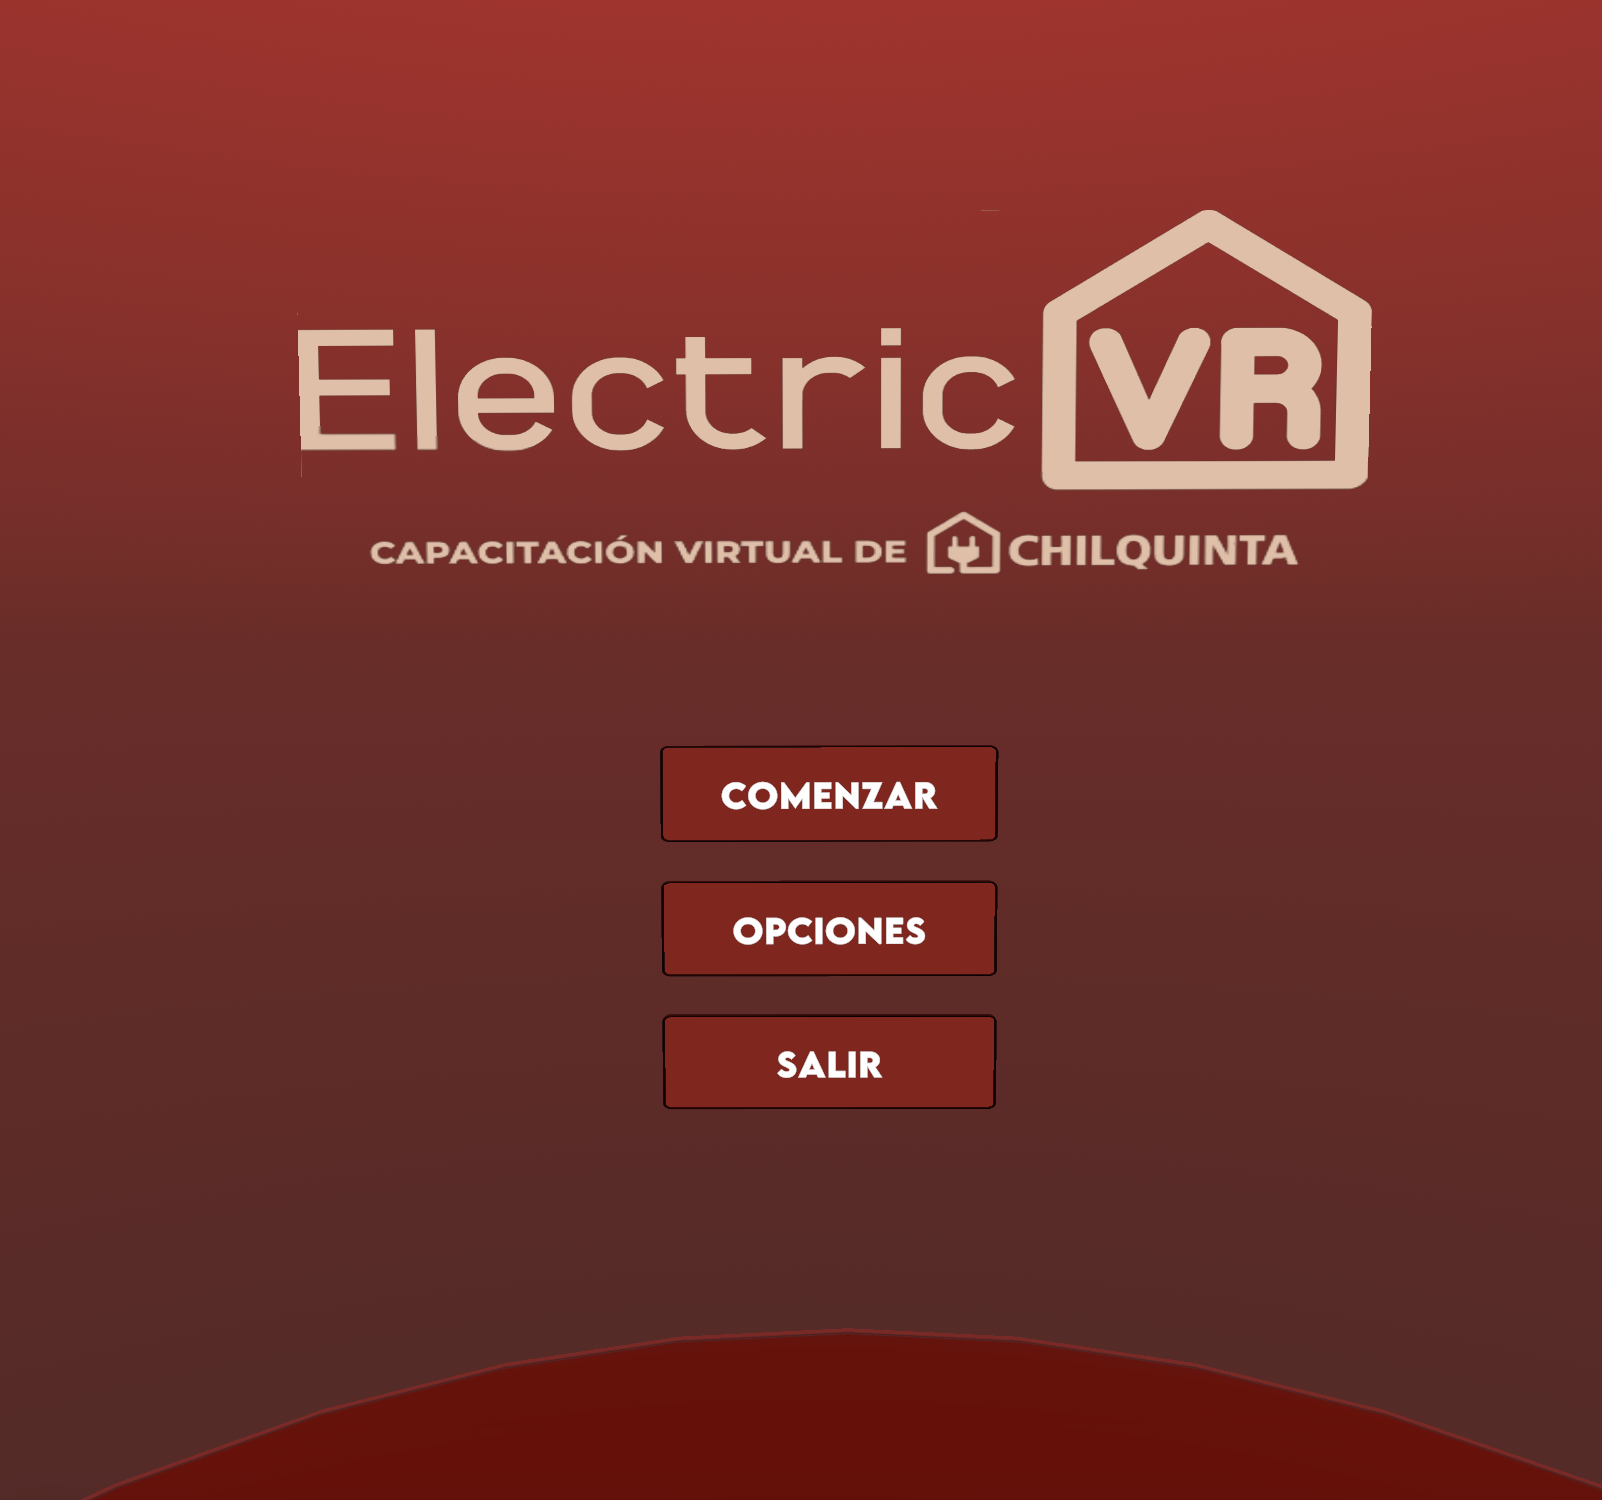 Electric VR
CAPACITACIÓN VIRTUAL DE CHILQUINTA
COMENZAR
OPCIONES
SALIR